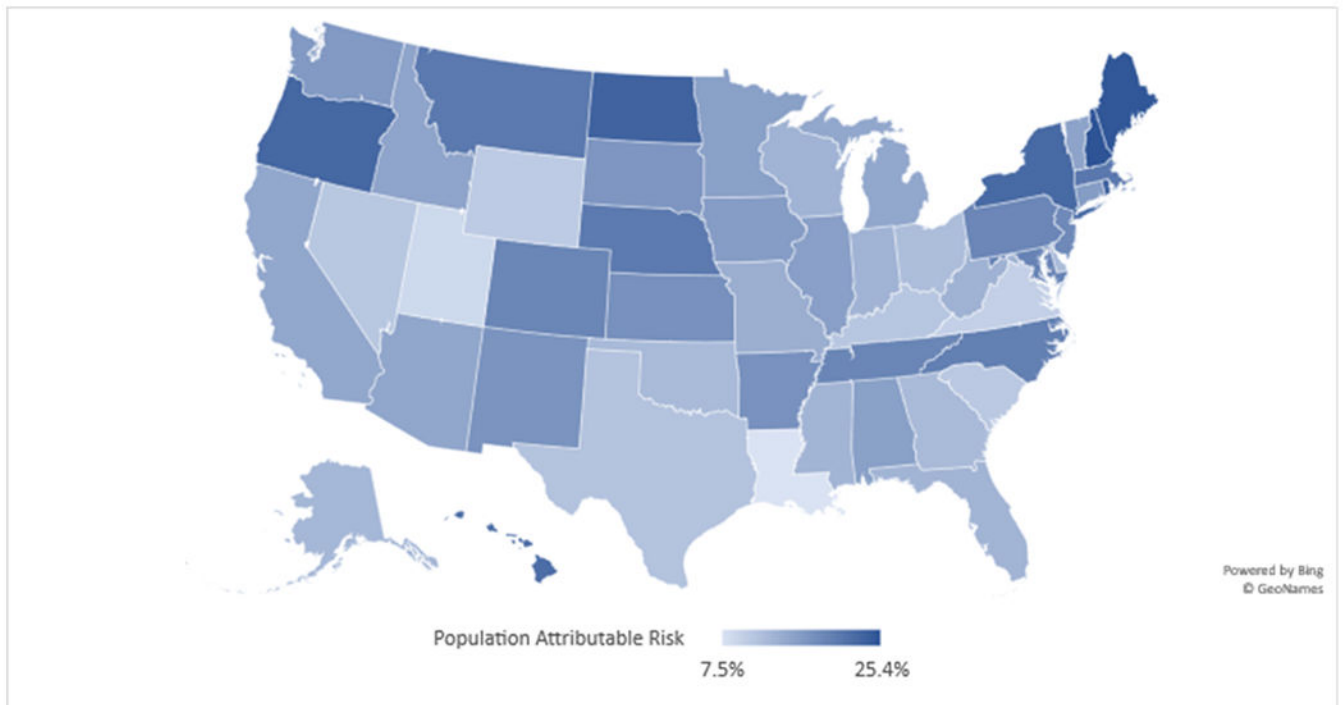 Powered by Bing
© GeoNames
Population Attributable Risk
7.5%
25.4%